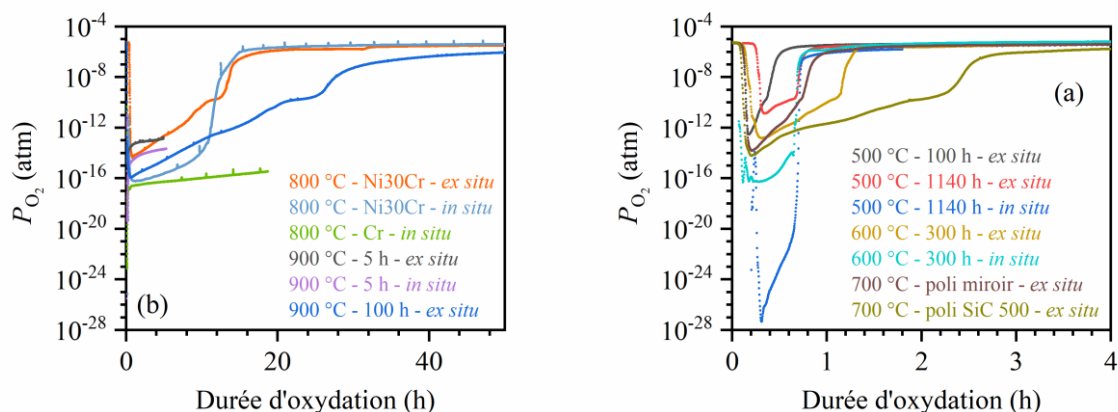 10⁻⁴
10⁻⁸
10⁻¹²
10⁻¹⁶
10⁻²⁰
10⁻²⁴
10⁻²⁸
P_O₂ (atm)
(b)
800 °C - Ni30Cr - ex situ
800 °C - Ni30Cr - in situ
800 °C - Cr - in situ
900 °C - 5 h - ex situ
900 °C - 5 h - in situ
900 °C - 100 h - ex situ
0 20 40
Durée d'oxydation (h)
10⁻⁴
10⁻⁸
10⁻¹²
10⁻¹⁶
10⁻²⁰
10⁻²⁴
10⁻²⁸
P_O₂ (atm)
(a)
500 °C - 100 h - ex situ
500 °C - 1140 h - ex situ
500 °C - 1140 h - in situ
600 °C - 300 h - ex situ
600 °C - 300 h - in situ
700 °C - poli miroir - ex situ
700 °C - poli SiC 500 - ex situ
0 1 2 3 4
Durée d'oxydation (h)